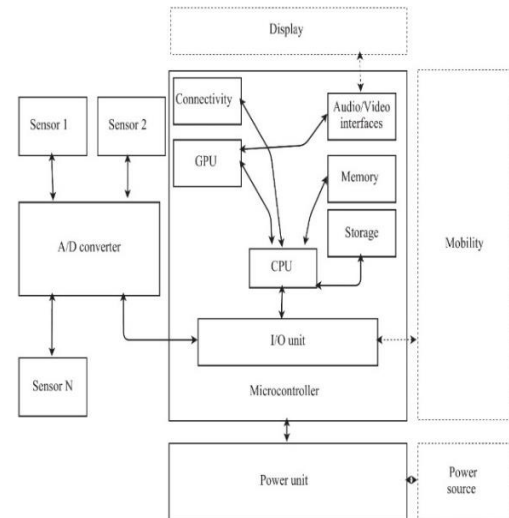 Display
Connectivity
Audio/Video
interfaces
Sensor 1
Sensor 2
GPU
Memory
A/D converter
Storage
Mobility
CPU
I/O unit
Sensor N
Microcontroller
Power unit
Power
source